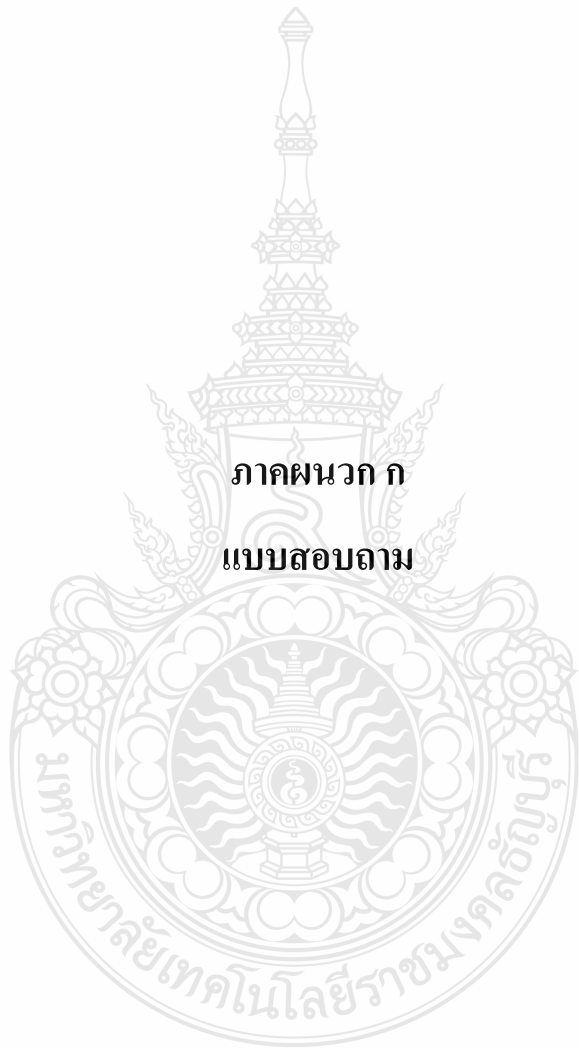 ภาคผนวก ก
แบบสอบถาม
มหาวิทยาลัยเทคโนโลยีราชมงคลธัญบุรี